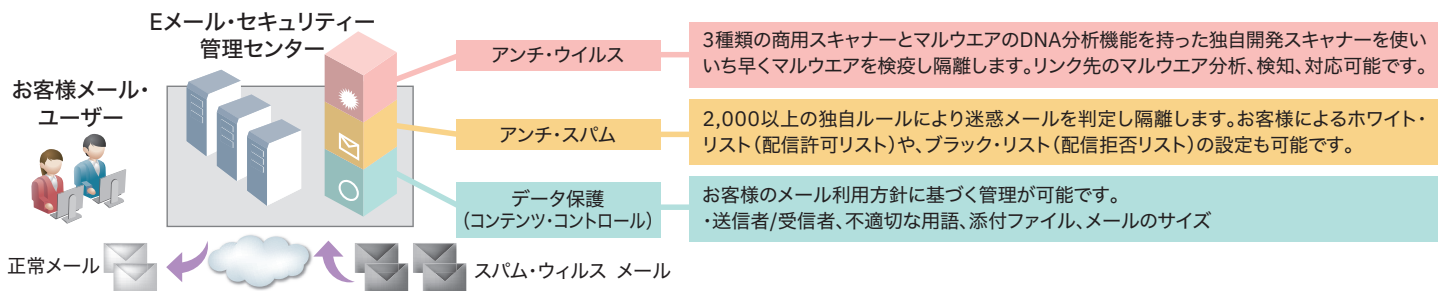 Eメール・セキュリティー
管理センター
お客様メール・
ユーザー
アンチ・ウイルス
3種類の商用スキャナーとマルウエアのDNA分析機能を持った独自開発スキャナーを使い
いち早くマルウエアを検疫し隔離します。リンク先のマルウエア分析、検知、対応可能です。
アンチ・スパム
2,000以上の独自ルールにより迷惑メールを判定し隔離します。お客様によるホワイト・
リスト（配信許可リスト）や、ブラック・リスト（配信拒否リスト）の設定も可能です。
データ保護
（コンテンツ・コントロール）
お客様のメール利用方針に基づく管理が可能です。
・送信者/受信者、不適切な用語、添付ファイル、メールのサイズ
正常メール
スパム・ウィルス メール